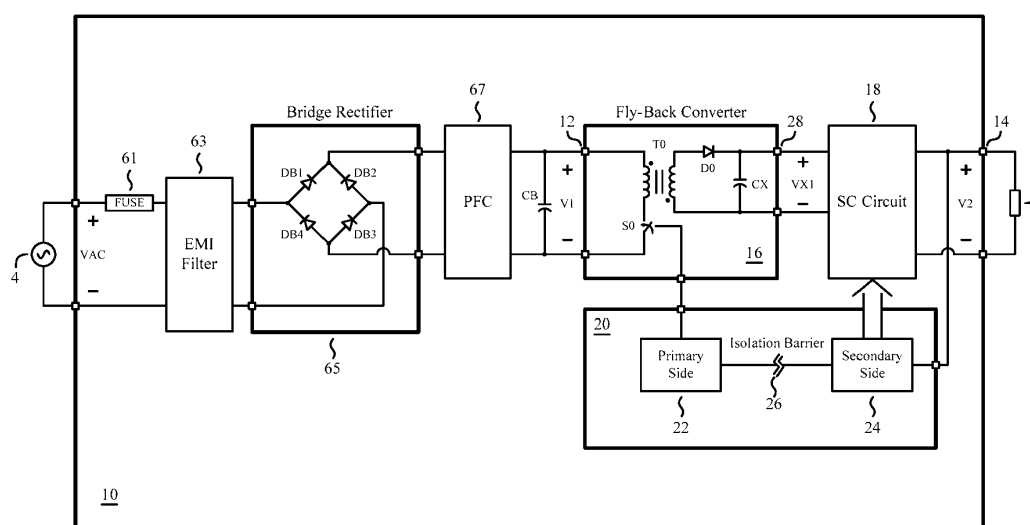 67
18
Bridge Rectifier
12
Fly-Back Converter
28
14
61
63
T0
DB1
DB2
D0
+
FUSE
CB
+
V1
CX
+
VX1
+
V2
PFC
SC Circuit
EMI
Filter
VAC
DB4
DB3
S0
4
−
−
−
−
16
20
65
Primary
Side
Isolation Barrier
Secondary
Side
26
22
24
10